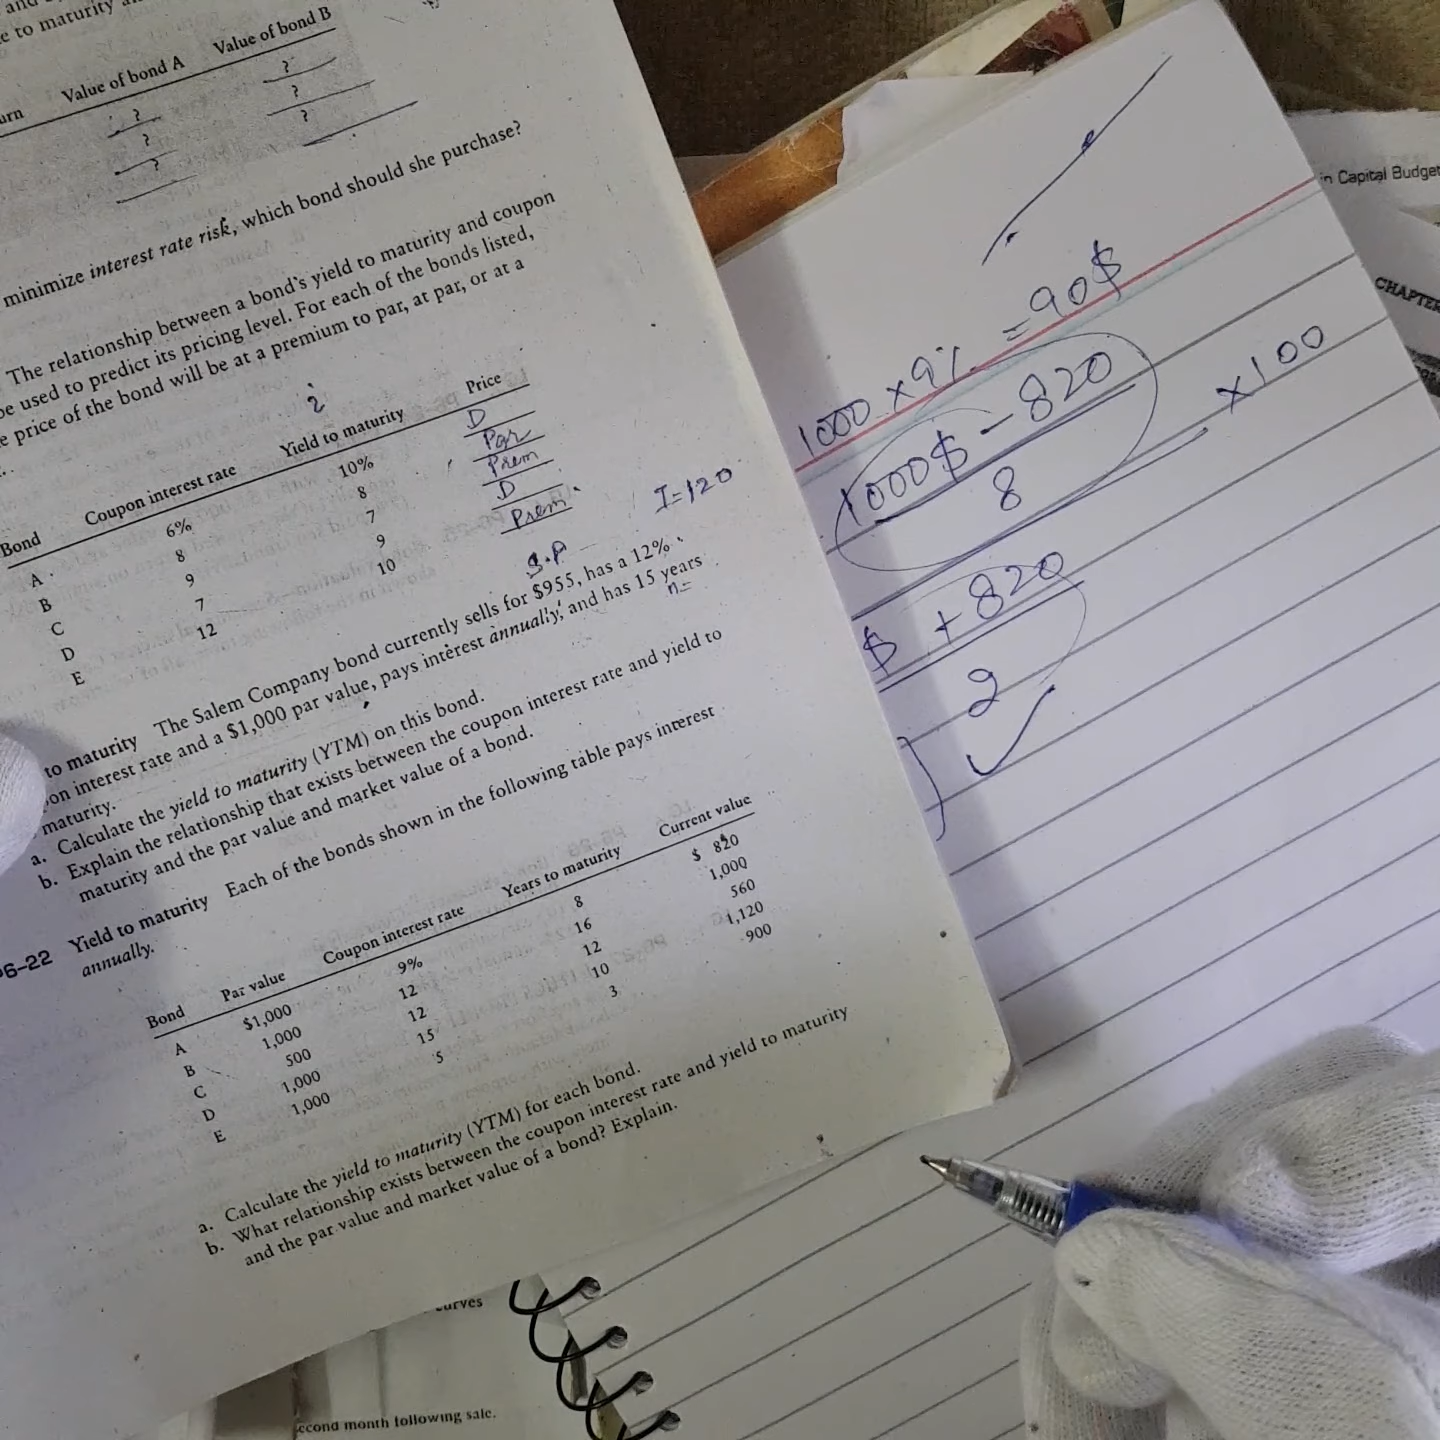 e to maturity
urn Value of bond A Value of bond B
? ?
? ?
? ?
minimize interest rate risk, which bond should she purchase?
The relationship between a bond's yield to maturity and coupon
be used to predict its pricing level. For each of the bonds listed,
e price of the bond will be at a premium to par, at par, or at a
Bond Coupon interest rate Yield to maturity Price
A 6% 10% D
B 8 8 Par
C 9 7 Prem
D 7 9 D
E 12 10 Prem
S.P
I=120
to maturity The Salem Company bond currently sells for $955, has a 12%
on interest rate and a $1,000 par value, pays interest annually, and has 15 years
n=
maturity.
a. Calculate the yield to maturity (YTM) on this bond.
b. Explain the relationship that exists between the coupon interest rate and yield to
maturity and the par value and market value of a bond.
6–22 Yield to maturity Each of the bonds shown in the following table pays interest
annually.
Bond Par value Coupon interest rate Years to maturity Current value
A $1,000 9% 8 $ 820
B 1,000 12 16 1,000
C 500 12 12 560
D 1,000 15 10 1,120
E 1,000 5 3 900
a. Calculate the yield to maturity (YTM) for each bond.
b. What relationship exists between the coupon interest rate and yield to maturity
and the par value and market value of a bond? Explain.
1000 x 9% = 90$
1000$ - 820
8
x100
$ + 820
2
in Capital Budget
CHAPTER
curves
econd month following sale.